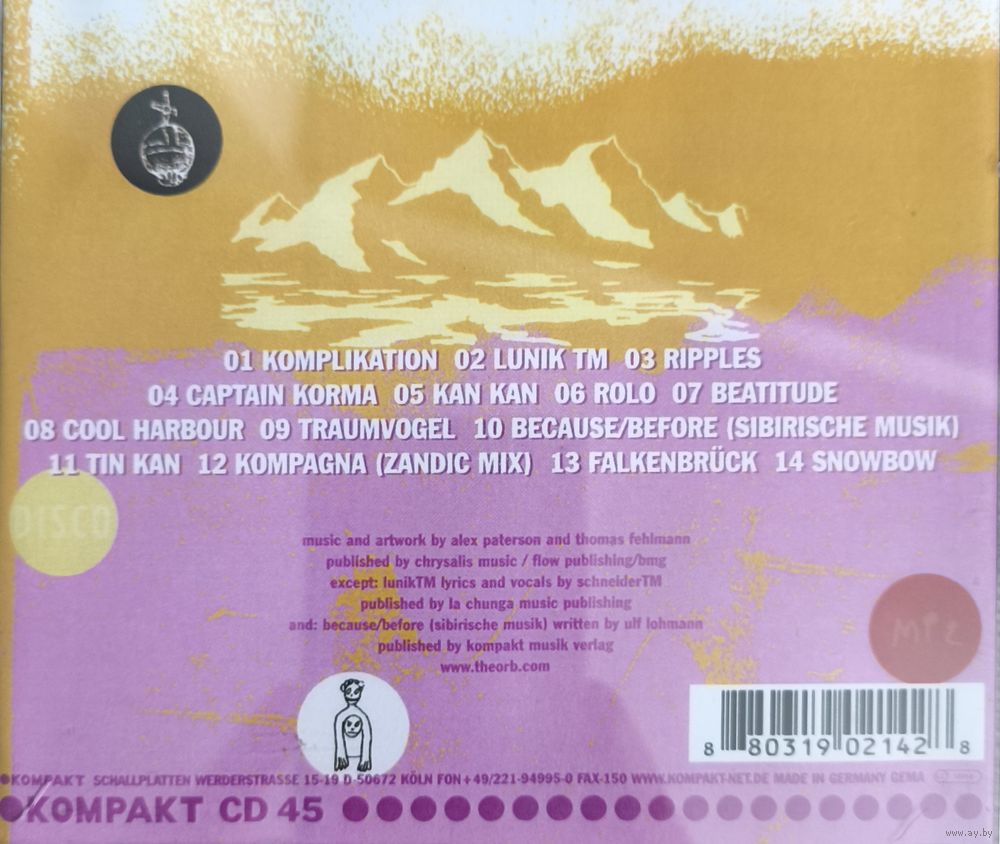 01 KOMPLIKATION 02 LUNIK TM 03 RIPPLES
04 CAPTAIN KORMA 05 KAN KAN 06 ROLO 07 BEATITUDE
08 COOL HARBOUR 09 TRAUMVOGEL 10 BECAUSE/BEFORE (SIBIRISCHE MUSIK)
11 TIN KAN 12 KOMPAGNA (ZANDIC MIX) 13 FALKENBRÜCK 14 SNOWBOW
DISCO
music and artwork by alex paterson and thomas fehlmann
published by chrysalis music / flow publishing/bmg
except: lunikTM lyrics and vocals by schneiderTM
published by la chunga music publishing
and: because/before (sibirische musik) written by ulf lohmann
published by kompakt musik verlag
www.theorb.com
8 80319 02142 8
KOMPAKT SCHALLPLATTEN WERDERSTRASSE 15-19 D-50672 KÖLN FON+49/221-94995-0 FAX-150 WWW.KOMPAKT-NET.DE MADE IN GERMANY GEMA
KOMPAKT CD 45
www.ay.by